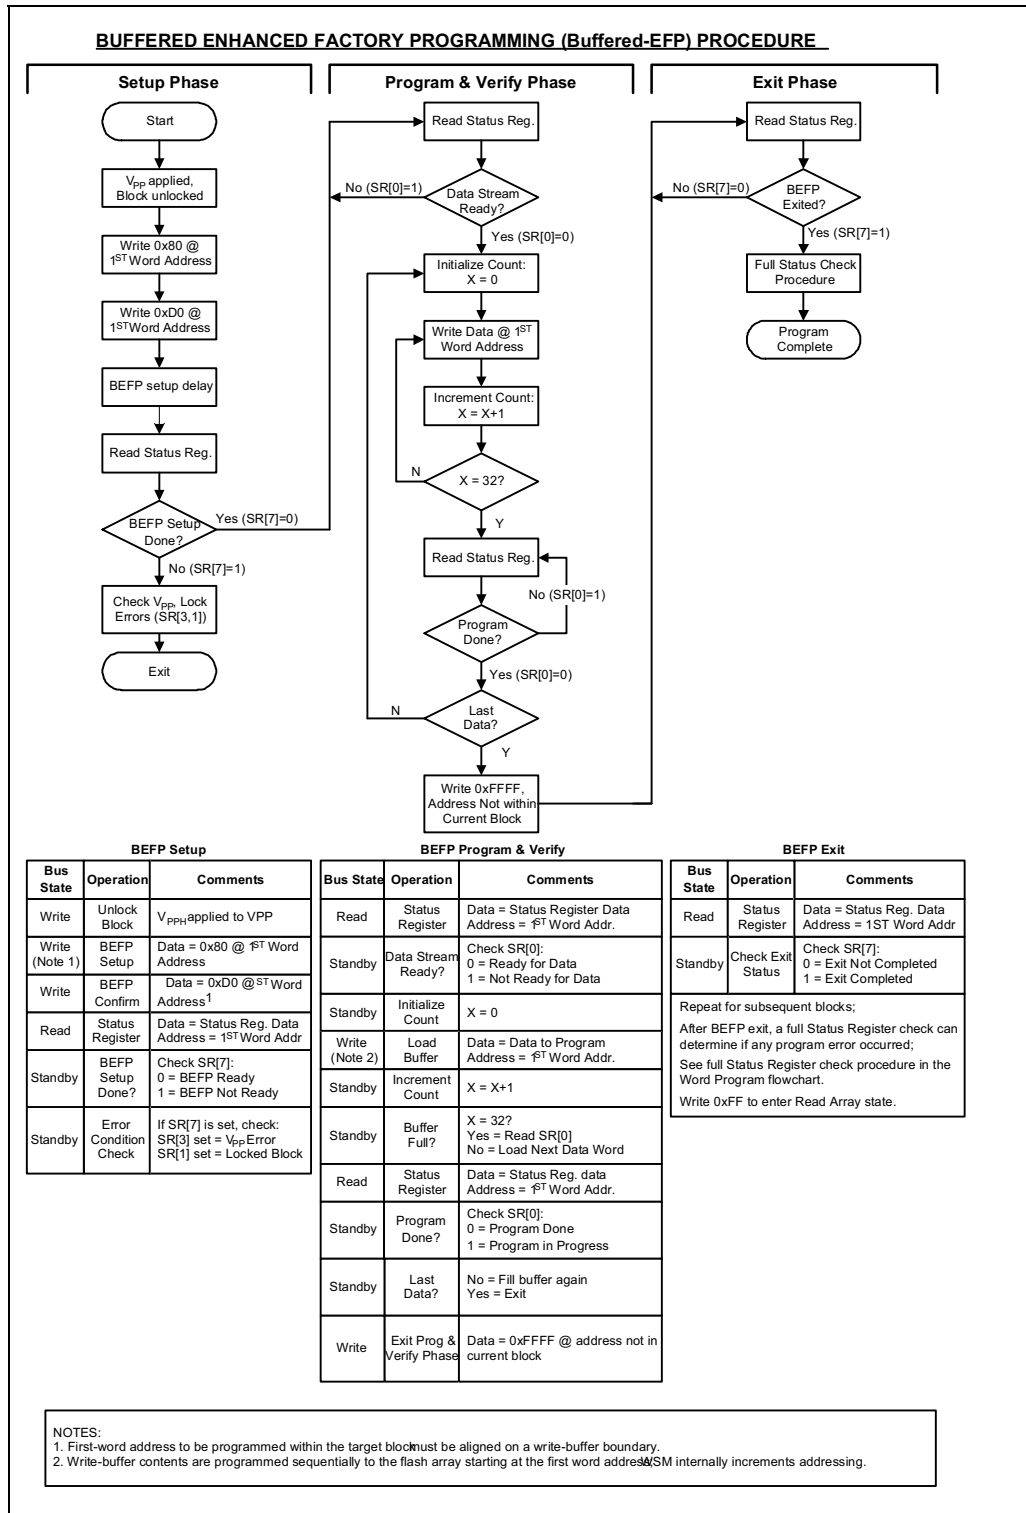 BUFFERED ENHANCED FACTORY PROGRAMMING (Buffered-EFP) PROCEDURE
Setup Phase
Program & Verify Phase
Exit Phase
Start
VPP applied,
Block unlocked
Write 0x80 @
1ST Word Address
Write 0xD0 @
1ST Word Address
BEFP setup delay
Read Status Reg.
BEFP Setup
Done?
Yes (SR[7]=0)
No (SR[7]=1)
Check VPP, Lock
Errors (SR[3,1])
Exit
Read Status Reg.
No (SR[0]=1)
Data Stream
Ready?
Yes (SR[0]=0)
Initialize Count:
X = 0
Write Data @ 1ST
Word Address
Increment Count:
X = X+1
N
X = 32?
Y
Read Status Reg.
No (SR[0]=1)
Program
Done?
Yes (SR[0]=0)
N
Last
Data?
Y
Write 0xFFFF,
Address Not within
Current Block
Read Status Reg.
No (SR[7]=0)
BEFP
Exited?
Yes (SR[7]=1)
Full Status Check
Procedure
Program
Complete
BEFP Setup
Bus State | Operation | Comments
Write | Unlock Block | VPPH applied to VPP
Write (Note 1) | BEFP Setup | Data = 0x80 @ 1ST Word Address
Write | BEFP Confirm | Data = 0xD0 @ ST Word Address1
Read | Status Register | Data = Status Reg. Data Address = 1ST Word Addr
Standby | BEFP Setup Done? | Check SR[7]: 0 = BEFP Ready 1 = BEFP Not Ready
Standby | Error Condition Check | If SR[7] is set, check: SR[3] set = VPP Error SR[1] set = Locked Block
BEFP Program & Verify
Bus State | Operation | Comments
Read | Status Register | Data = Status Register Data Address = 1ST Word Addr.
Standby | Data Stream Ready? | Check SR[0]: 0 = Ready for Data 1 = Not Ready for Data
Standby | Initialize Count | X = 0
Write (Note 2) | Load Buffer | Data = Data to Program Address = 1ST Word Addr.
Standby | Increment Count | X = X+1
Standby | Buffer Full? | X = 32? Yes = Read SR[0] No = Load Next Data Word
Read | Status Register | Data = Status Reg. data Address = 1ST Word Addr.
Standby | Program Done? | Check SR[0]: 0 = Program Done 1 = Program in Progress
Standby | Last Data? | No = Fill buffer again Yes = Exit
Write | Exit Prog & Verify Phase | Data = 0xFFFF @ address not in current block
BEFP Exit
Bus State | Operation | Comments
Read | Status Register | Data = Status Reg. Data Address = 1ST Word Addr
Standby | Check Exit Status | Check SR[7]: 0 = Exit Not Completed 1 = Exit Completed
Repeat for subsequent blocks;
After BEFP exit, a full Status Register check can
determine if any program error occurred;
See full Status Register check procedure in the
Word Program flowchart.
Write 0xFF to enter Read Array state.
NOTES:
1. First-word address to be programmed within the target block must be aligned on a write-buffer boundary.
2. Write-buffer contents are programmed sequentially to the flash array starting at the first word address; WSM internally increments addressing.